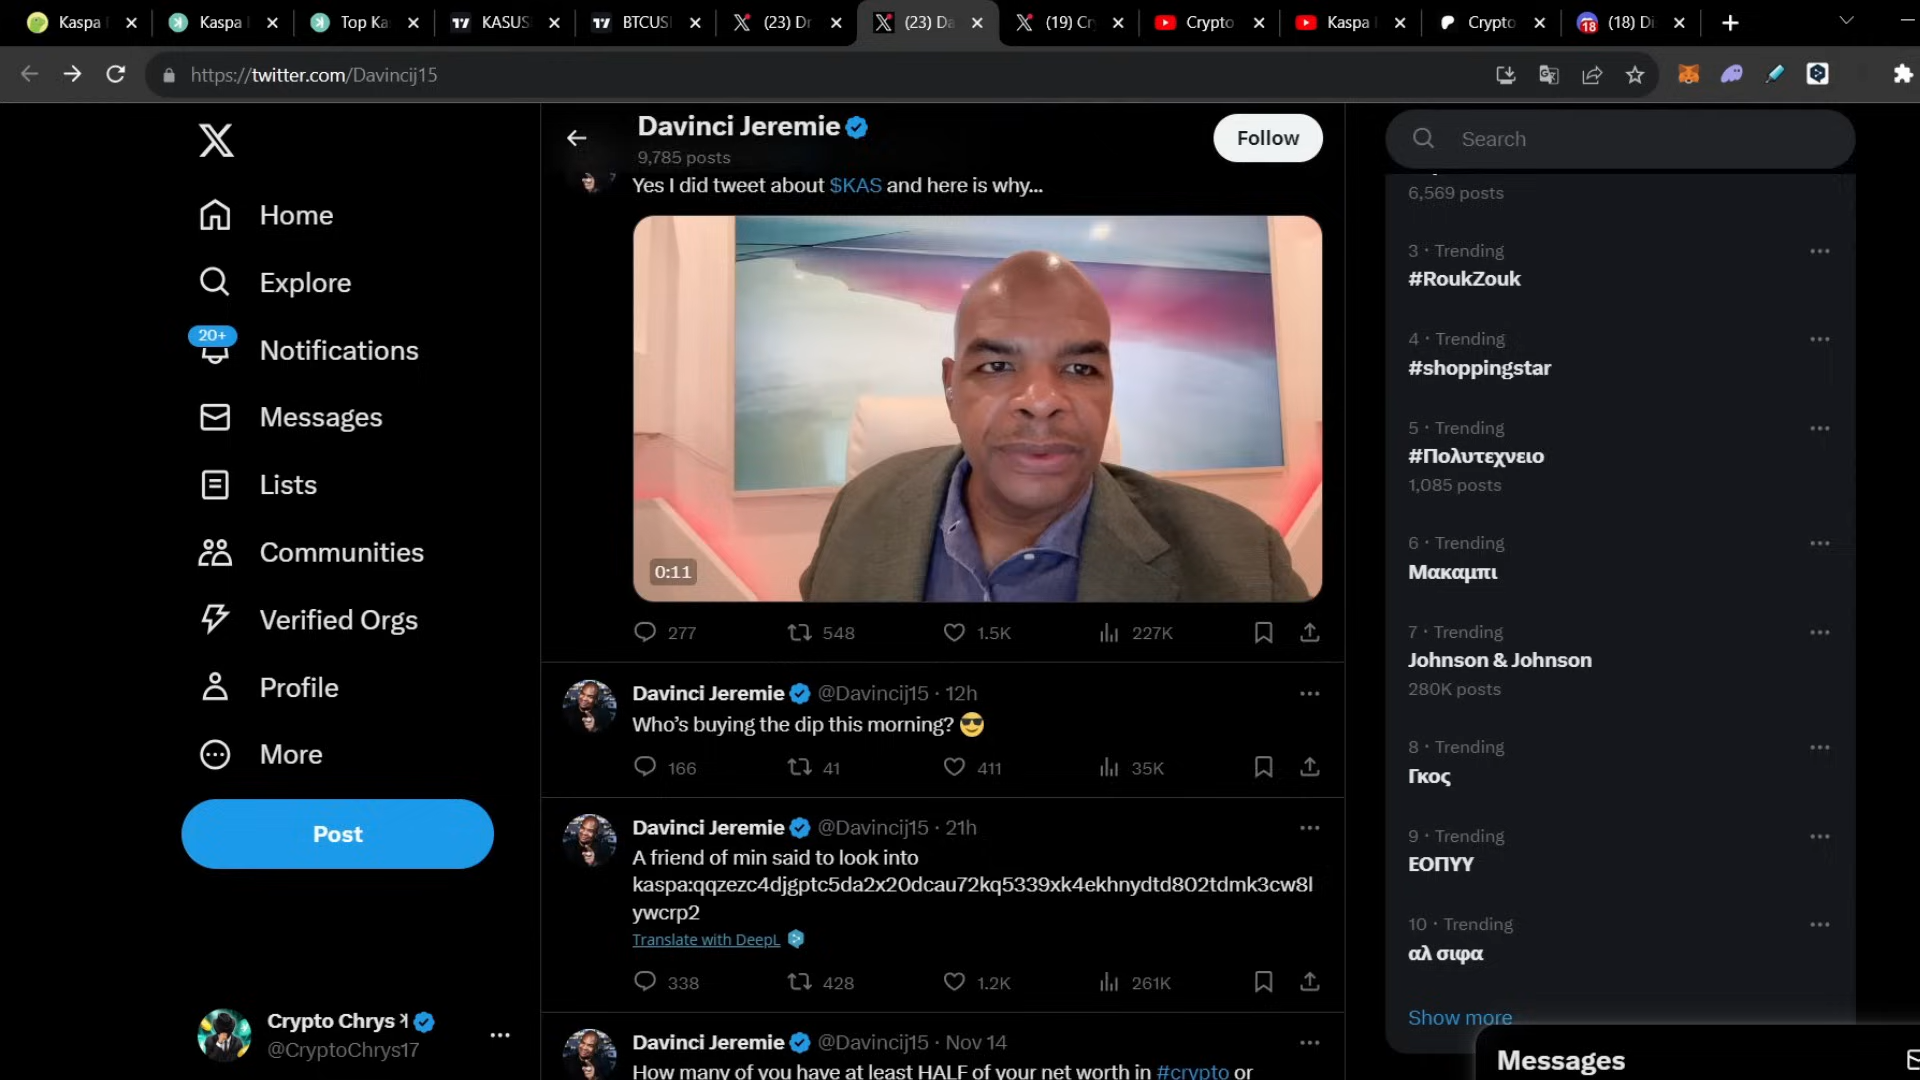 Kaspa
Kaspa
Top Ka
KASUS
BTCUS
(23) Dr
(23) Da
(19) Cr
Crypto
Kaspa
Crypto
18
(18) Di
https://twitter.com/Davincij15
Home
Explore
20+
Notifications
Messages
Lists
Communities
Verified Orgs
Profile
More
Post
Crypto Chrys
@CryptoChrys17
Davinci Jeremie
9,785 posts
Follow
Yes I did tweet about $KAS and here is why...
0:11
277 548 1.5K 227K
Davinci Jeremie @Davincij15 · 12h
Who's buying the dip this morning? 😎
166 41 411 35K
Davinci Jeremie @Davincij15 · 21h
A friend of min said to look into
kaspa:qqzezc4djgptc5da2x20dcau72kq5339xk4ekhnydtd802tdmk3cw8l
ywcrp2
Translate with DeepL
338 428 1.2K 261K
Davinci Jeremie @Davincij15 · Nov 14
How many of you have at least HALF of your net worth in #crypto or
Search
6,569 posts
3 · Trending
#RoukZouk
4 · Trending
#shoppingstar
5 · Trending
#Πολυτεχνειο
1,085 posts
6 · Trending
Μακαμπι
7 · Trending
Johnson & Johnson
280K posts
8 · Trending
Γκος
9 · Trending
ΕΟΠΥΥ
10 · Trending
αλ σιφα
Show more
Messages